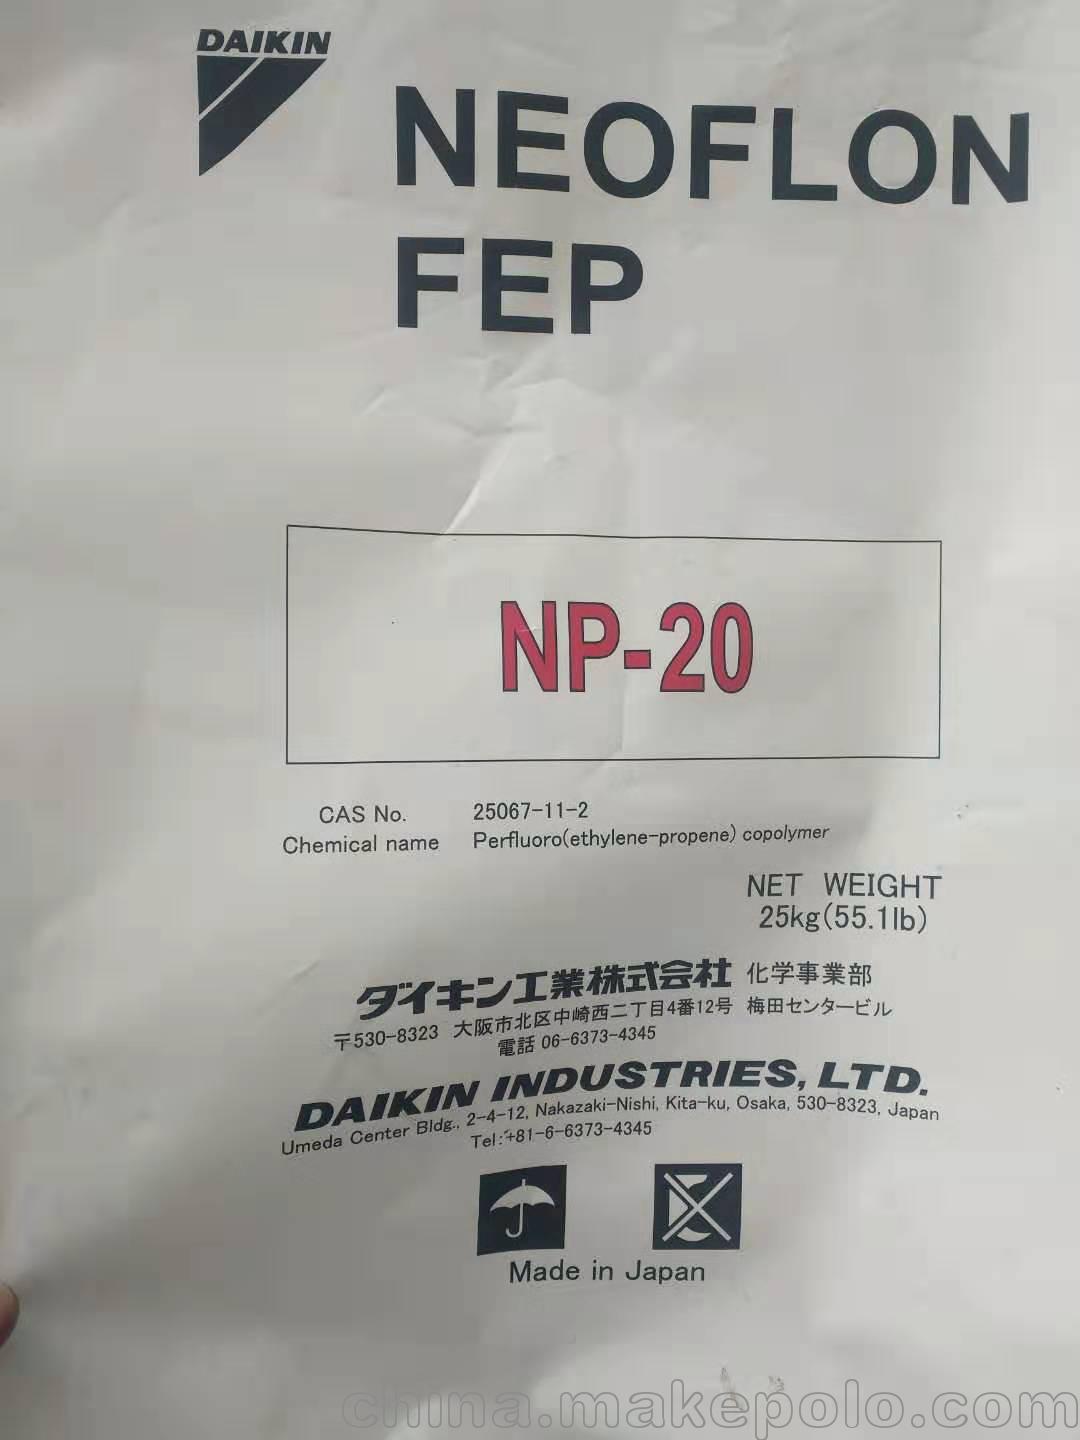 DAIKIN
NEOFLON
FEP
NP-20
CAS No. 25067-11-2
Chemical name Perfluoro(ethylene-propene) copolymer
NET WEIGHT
25kg(55.1lb)
ダイキン工業株式会社 化学事業部
〒530-8323 大阪市北区中崎西二丁目4番12号 梅田センタービル
電話 06-6373-4345
DAIKIN INDUSTRIES, LTD.
Umeda Center Bldg., 2-4-12, Nakazaki-Nishi, Kita-ku, Osaka, 530-8323, Japan
Tel:+81-6-6373-4345
Made in Japan
china.makepolo.com